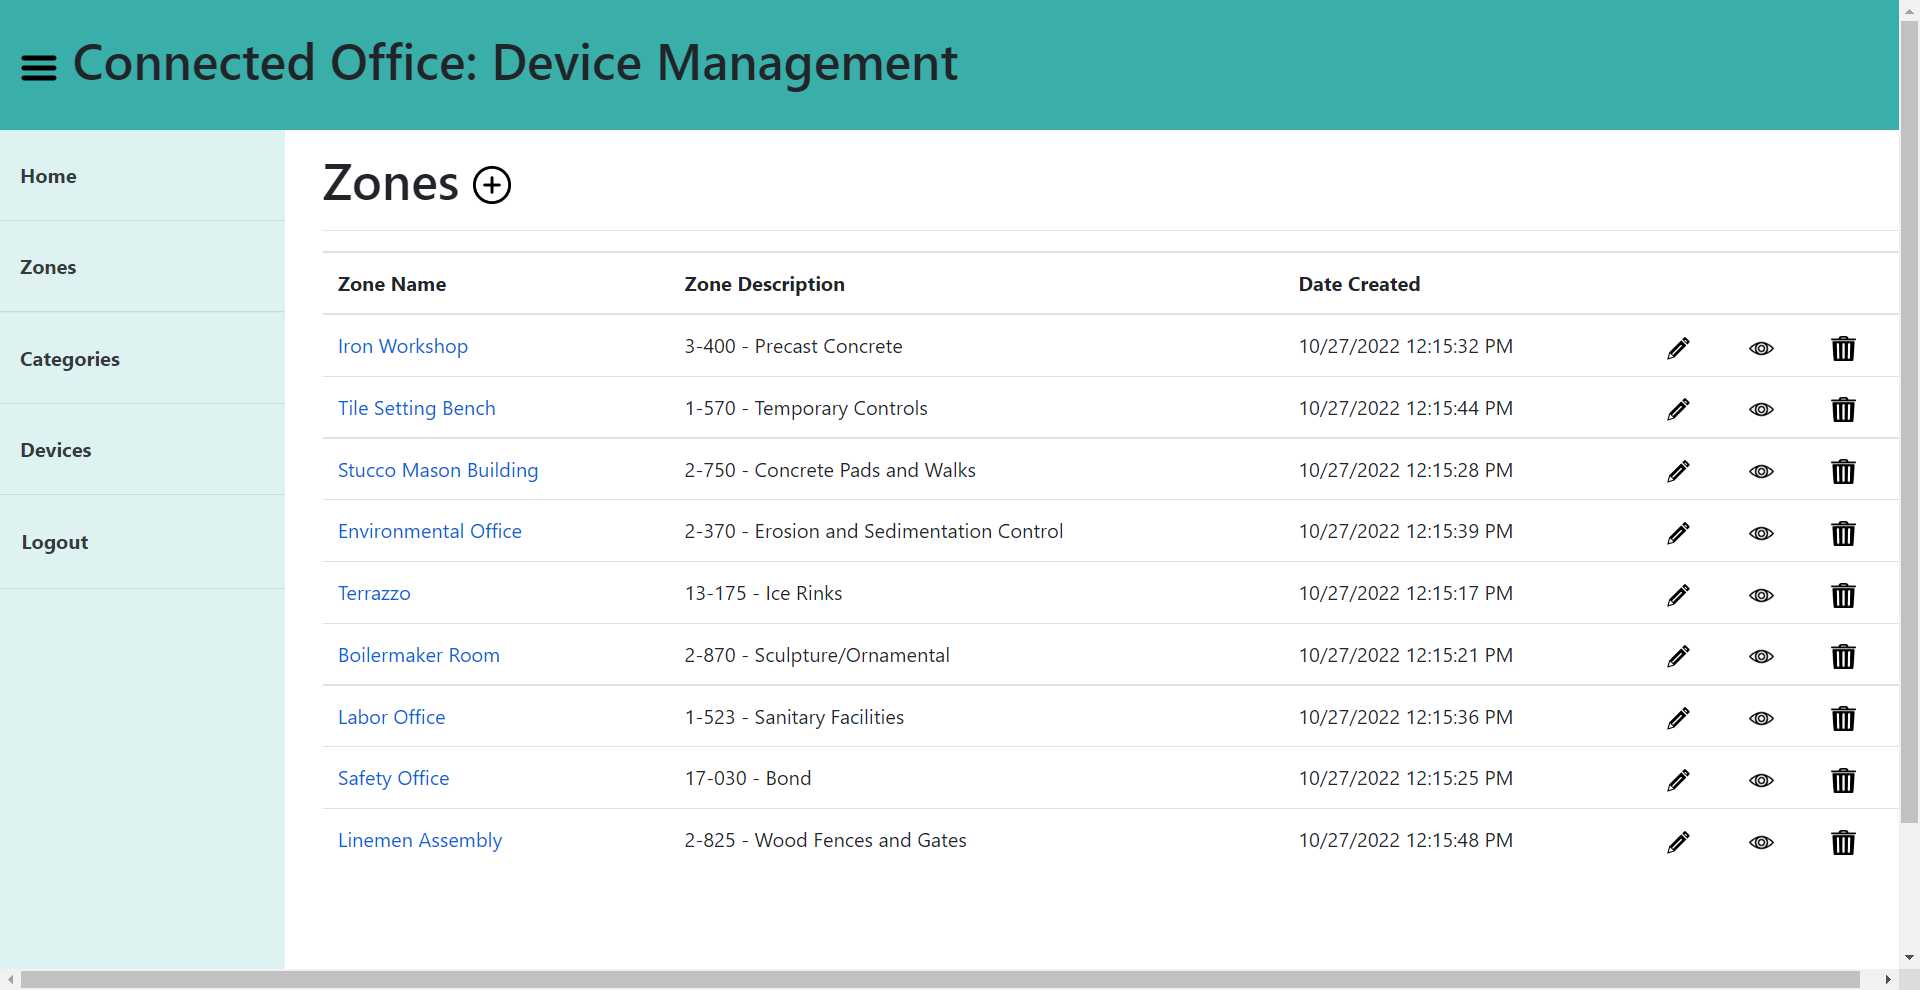 Connected Office: Device Management
Home
Zones
Categories
Devices
Logout
Zones
Zone Name Zone Description Date Created
Iron Workshop 3-400 - Precast Concrete 10/27/2022 12:15:32 PM
Tile Setting Bench 1-570 - Temporary Controls 10/27/2022 12:15:44 PM
Stucco Mason Building 2-750 - Concrete Pads and Walks 10/27/2022 12:15:28 PM
Environmental Office 2-370 - Erosion and Sedimentation Control 10/27/2022 12:15:39 PM
Terrazzo 13-175 - Ice Rinks 10/27/2022 12:15:17 PM
Boilermaker Room 2-870 - Sculpture/Ornamental 10/27/2022 12:15:21 PM
Labor Office 1-523 - Sanitary Facilities 10/27/2022 12:15:36 PM
Safety Office 17-030 - Bond 10/27/2022 12:15:25 PM
Linemen Assembly 2-825 - Wood Fences and Gates 10/27/2022 12:15:48 PM